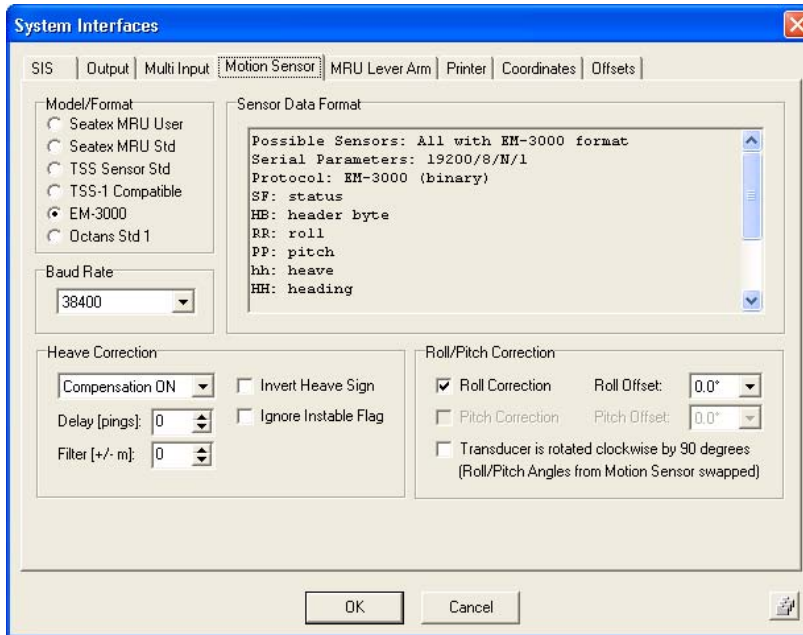 System Interfaces
SIS Output Multi Input Motion Sensor MRU Lever Arm Printer Coordinates Offsets
Model/Format
Seatex MRU User
Seatex MRU Std
TSS Sensor Std
TSS-1 Compatible
EM-3000
Octans Std 1
Sensor Data Format
Possible Sensors: All with EM-3000 format
Serial Parameters: 19200/8/N/1
Protocol: EM-3000 (binary)
SF: status
HB: header byte
RR: roll
PP: pitch
hh: heave
HH: heading
Baud Rate
38400
Heave Correction
Compensation ON
Invert Heave Sign
Delay [pings]: 0
Ignore Instable Flag
Filter [+/- m]: 0
Roll/Pitch Correction
Roll Correction Roll Offset: 0.0°
Pitch Correction Pitch Offset: 0.0°
Transducer is rotated clockwise by 90 degrees
(Roll/Pitch Angles from Motion Sensor swapped)
OK Cancel